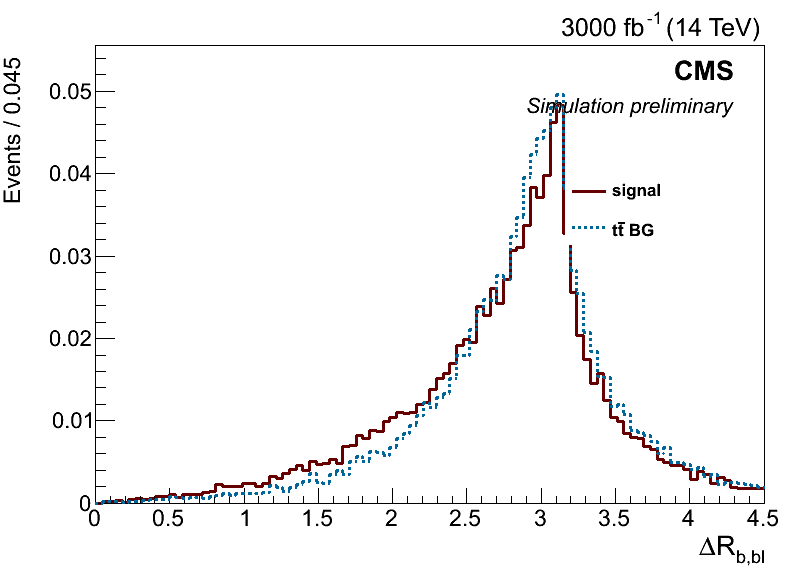 3000 fb⁻¹ (14 TeV)
CMS
Simulation preliminary
Events / 0.045
0.05
0.04
0.03
0.02
0.01
0
signal
tt̄ BG
0 0.5 1 1.5 2 2.5 3 3.5 4 4.5
ΔR_b,bl